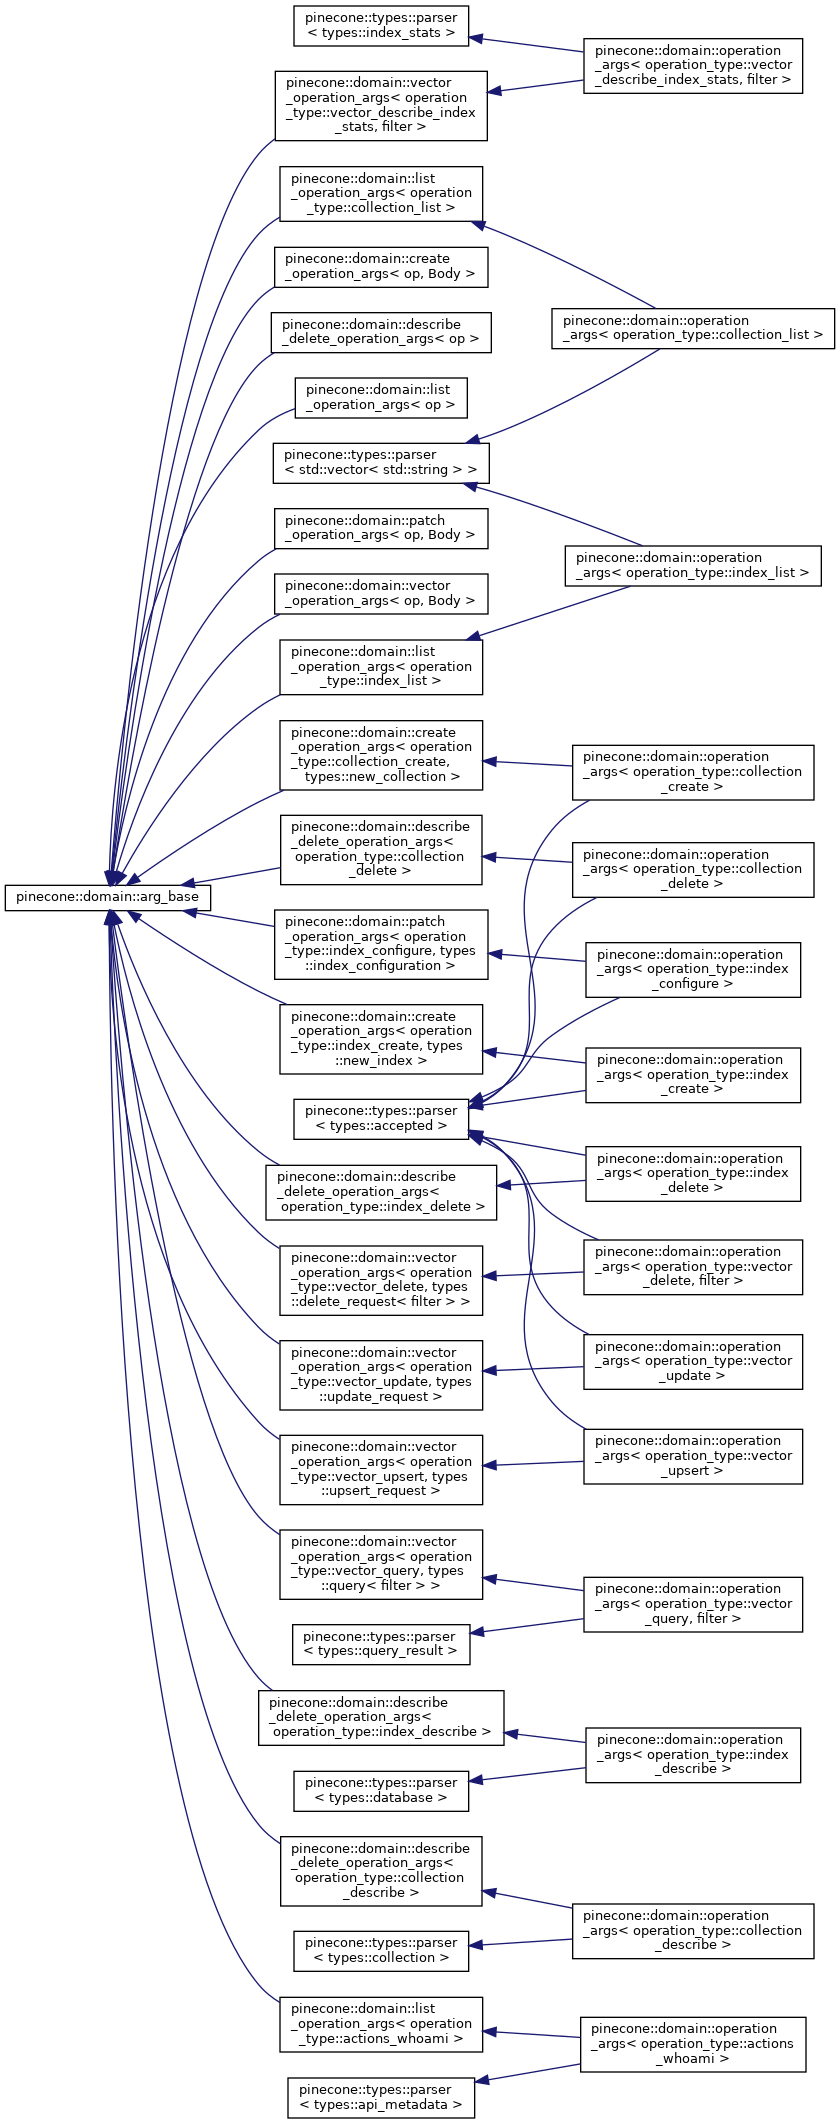 pinecone::types::parser
< types::index_stats >
pinecone::domain::operation
_args< operation_type::vector
_describe_index_stats, filter >
pinecone::domain::vector
_operation_args< operation
_type::vector_describe_index
_stats, filter >
pinecone::domain::list
_operation_args< operation
_type::collection_list >
pinecone::domain::create
_operation_args< op, Body >
pinecone::domain::describe
_delete_operation_args< op >
pinecone::domain::operation
_args< operation_type::collection_list >
pinecone::domain::list
_operation_args< op >
pinecone::types::parser
< std::vector< std::string > >
pinecone::domain::patch
_operation_args< op, Body >
pinecone::domain::operation
_args< operation_type::index_list >
pinecone::domain::vector
_operation_args< op, Body >
pinecone::domain::list
_operation_args< operation
_type::index_list >
pinecone::domain::create
_operation_args< operation
_type::collection_create,
types::new_collection >
pinecone::domain::operation
_args< operation_type::collection
_create >
pinecone::domain::describe
_delete_operation_args<
operation_type::collection
_delete >
pinecone::domain::operation
_args< operation_type::collection
_delete >
pinecone::domain::arg_base
pinecone::domain::patch
_operation_args< operation
_type::index_configure, types
::index_configuration >
pinecone::domain::operation
_args< operation_type::index
_configure >
pinecone::domain::create
_operation_args< operation
_type::index_create, types
::new_index >
pinecone::domain::operation
_args< operation_type::index
_create >
pinecone::types::parser
< types::accepted >
pinecone::domain::operation
_args< operation_type::index
_delete >
pinecone::domain::describe
_delete_operation_args<
operation_type::index_delete >
pinecone::domain::vector
_operation_args< operation
_type::vector_delete, types
::delete_request< filter > >
pinecone::domain::operation
_args< operation_type::vector
_delete, filter >
pinecone::domain::vector
_operation_args< operation
_type::vector_update, types
::update_request >
pinecone::domain::operation
_args< operation_type::vector
_update >
pinecone::domain::vector
_operation_args< operation
_type::vector_upsert, types
::upsert_request >
pinecone::domain::operation
_args< operation_type::vector
_upsert >
pinecone::domain::vector
_operation_args< operation
_type::vector_query, types
::query< filter > >
pinecone::domain::operation
_args< operation_type::vector
_query, filter >
pinecone::types::parser
< types::query_result >
pinecone::domain::describe
_delete_operation_args<
operation_type::index_describe >
pinecone::domain::operation
_args< operation_type::index
_describe >
pinecone::types::parser
< types::database >
pinecone::domain::describe
_delete_operation_args<
operation_type::collection
_describe >
pinecone::domain::operation
_args< operation_type::collection
_describe >
pinecone::types::parser
< types::collection >
pinecone::domain::list
_operation_args< operation
_type::actions_whoami >
pinecone::domain::operation
_args< operation_type::actions
_whoami >
pinecone::types::parser
< types::api_metadata >